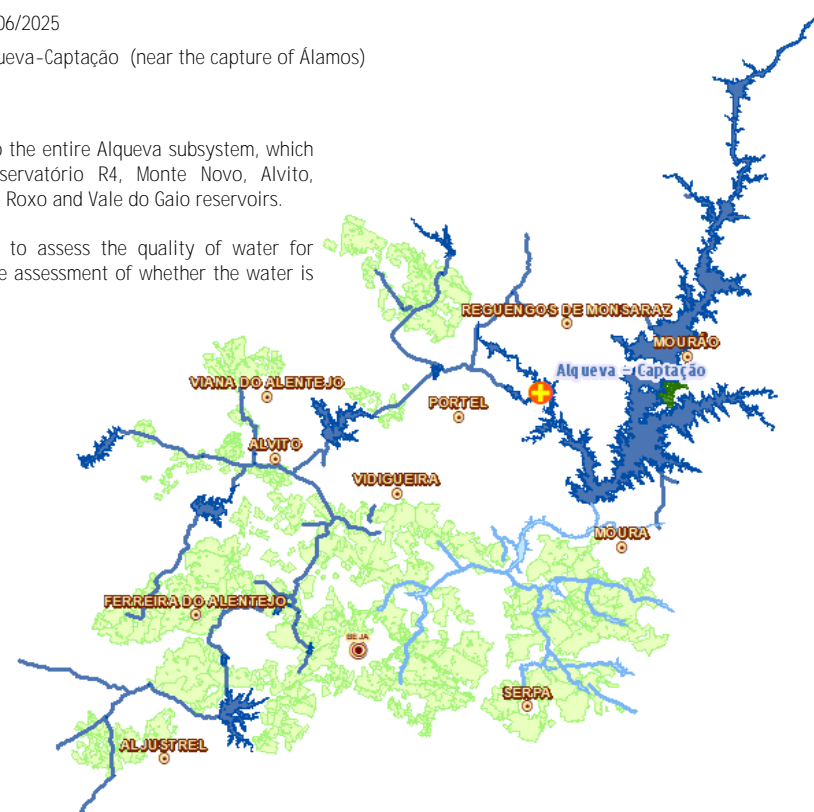 06/2025
ueva-Captação (near the capture of Álamos)
o the entire Alqueva subsystem, which
servatório R4, Monte Novo, Alvito,
Roxo and Vale do Gaio reservoirs.
to assess the quality of water for
e assessment of whether the water is
REGUENGOS DE MONSARAZ
MOURÃO
Alqueva - Captação
VIANA DO ALENTEJO
PORTEL
ALVITO
VIDIGUEIRA
MOURA
FERREIRA DO ALENTEJO
BEJA
SERPA
ALJUSTREL